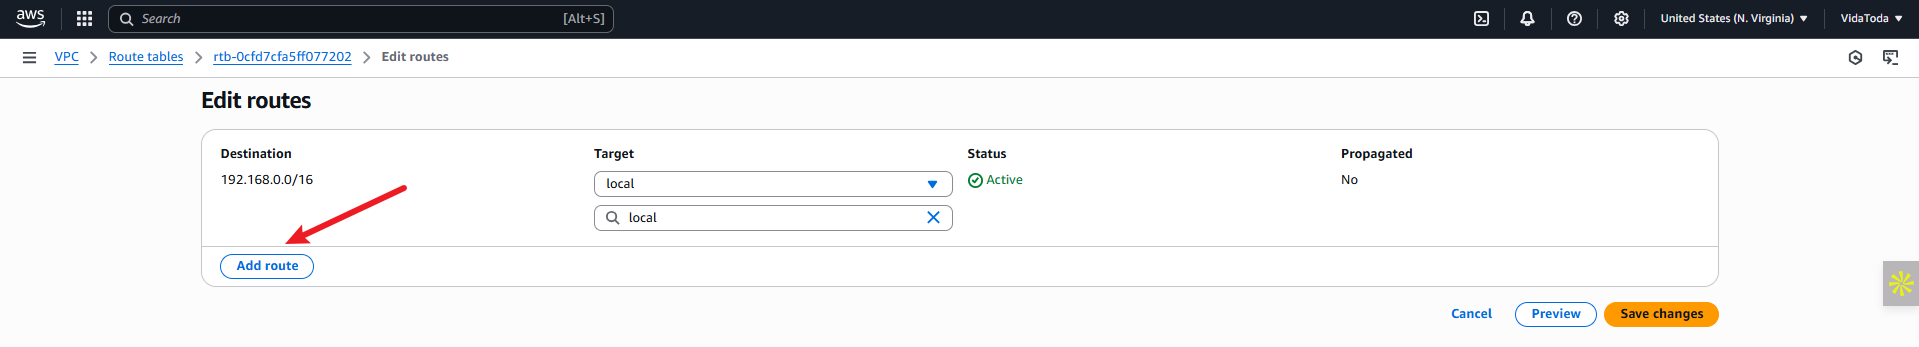 aws
Search [Alt+S] United States (N. Virginia) VidaToda
VPC Route tables rtb-0cfd7cfa5ff077202 Edit routes
Edit routes
Destination Target Status Propagated
192.168.0.0/16 local Active No
local
Add route
Cancel Preview Save changes